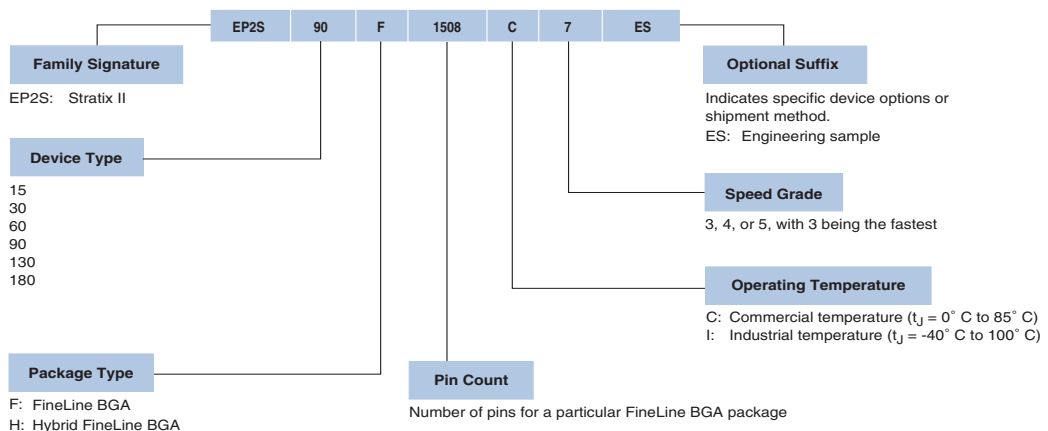 EP2S 90 F 1508 C 7 ES
Family Signature
EP2S: Stratix II
Optional Suffix
Indicates specific device options or
shipment method.
ES: Engineering sample
Device Type
15
30
60
90
130
180
Speed Grade
3, 4, or 5, with 3 being the fastest
Operating Temperature
C: Commercial temperature (tJ = 0˚ C to 85˚ C)
I: Industrial temperature (tJ = -40˚ C to 100˚ C)
Package Type
F: FineLine BGA
H: Hybrid FineLine BGA
Pin Count
Number of pins for a particular FineLine BGA package